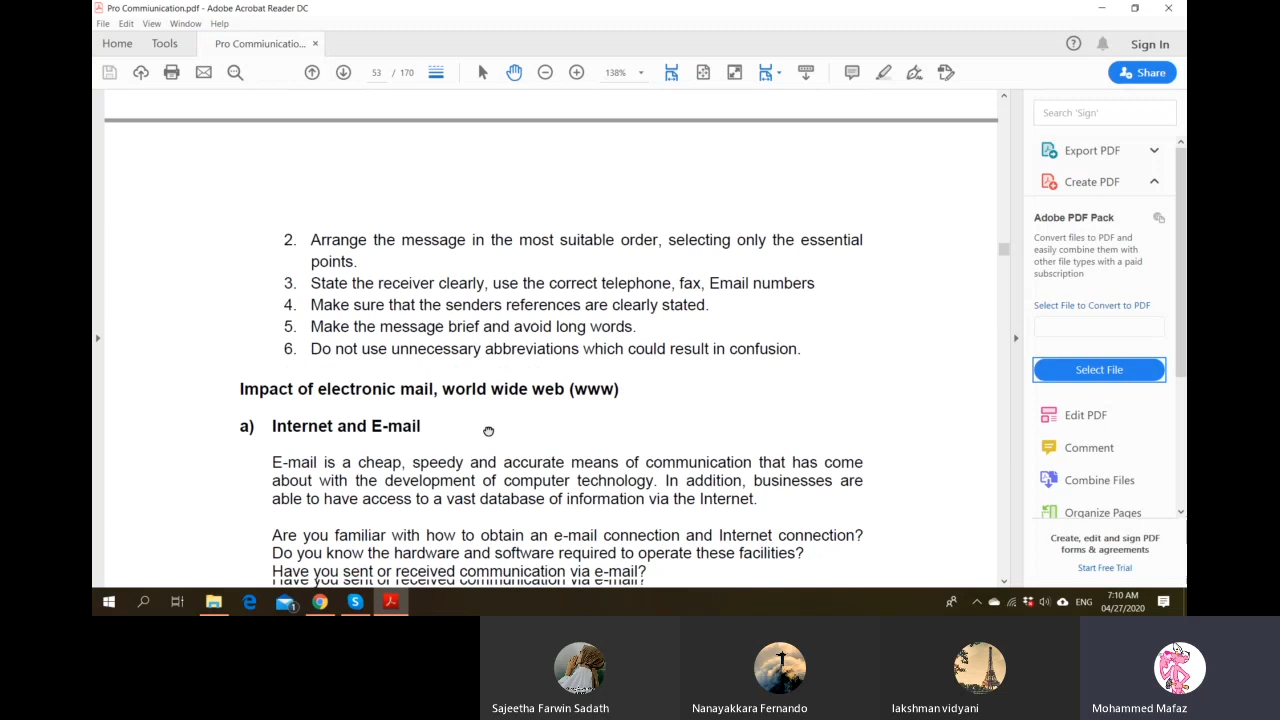 Pro Commiunication.pdf - Adobe Acrobat Reader DC
File Edit View Window Help
Home Tools Pro Commiunicatio... ×
Sign In
53 / 170
138%
Share
Search 'Sign'
Export PDF
Create PDF
Adobe PDF Pack
Convert files to PDF and
easily combine them with
other file types with a paid
subscription
Select File to Convert to PDF
Select File
Edit PDF
Comment
Combine Files
Organize Pages
Create, edit and sign PDF
forms & agreements
Start Free Trial
2. Arrange the message in the most suitable order, selecting only the essential
points.
3. State the receiver clearly, use the correct telephone, fax, Email numbers
4. Make sure that the senders references are clearly stated.
5. Make the message brief and avoid long words.
6. Do not use unnecessary abbreviations which could result in confusion.
Impact of electronic mail, world wide web (www)
a) Internet and E-mail
E-mail is a cheap, speedy and accurate means of communication that has come
about with the development of computer technology. In addition, businesses are
able to have access to a vast database of information via the Internet.
Are you familiar with how to obtain an e-mail connection and Internet connection?
Do you know the hardware and software required to operate these facilities?
Have you sent or received communication via e-mail?
Have you sent or received communication via e-mail?
1
ENG
7:10 AM
04/27/2020
Sajeetha Farwin Sadath
Nanayakkara Fernando
lakshman vidyani
Mohammed Mafaz